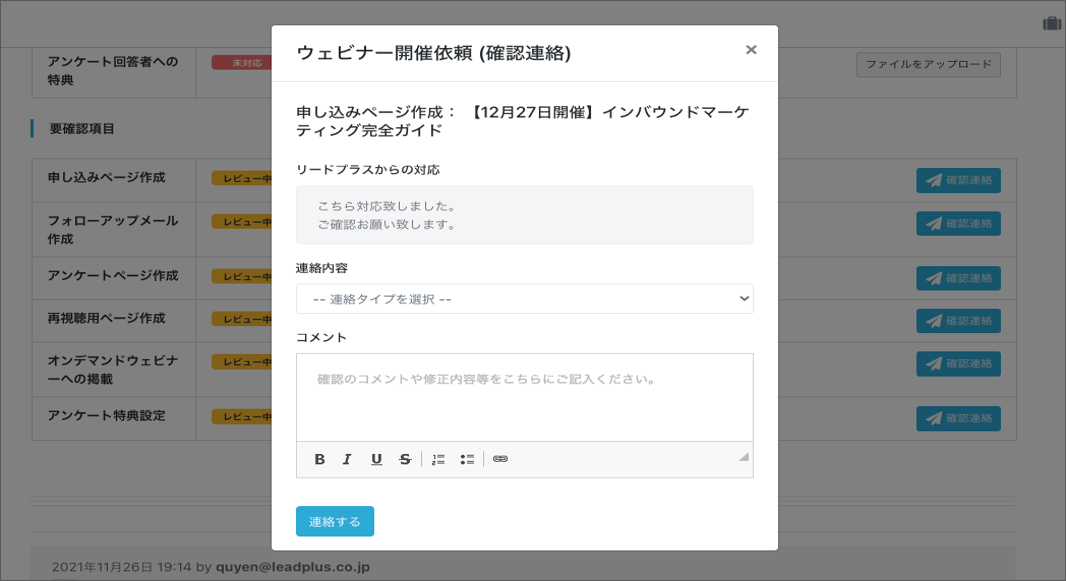 ウェビナー開催依頼 (確認連絡)
×
申し込みページ作成： 【12月27日開催】インバウンドマーケ
ティング完全ガイド
リードプラスからの対応
こちら対応致しました。
ご確認お願い致します。
連絡内容
-- 連絡タイプを選択 --
コメント
確認のコメントや修正内容等をこちらにご記入ください。
B I U S
連絡する
アンケート回答者への
特典
未対応
ファイルをアップロード
要確認項目
申し込みページ作成
レビュー中
確認連絡
フォローアップメール
作成
レビュー中
確認連絡
アンケートページ作成
レビュー中
確認連絡
再視聴用ページ作成
レビュー中
確認連絡
オンデマンドウェビナ
ーへの掲載
レビュー中
確認連絡
アンケート特典設定
レビュー中
確認連絡
2021年11月26日 19:14 by quyen@leadplus.co.jp